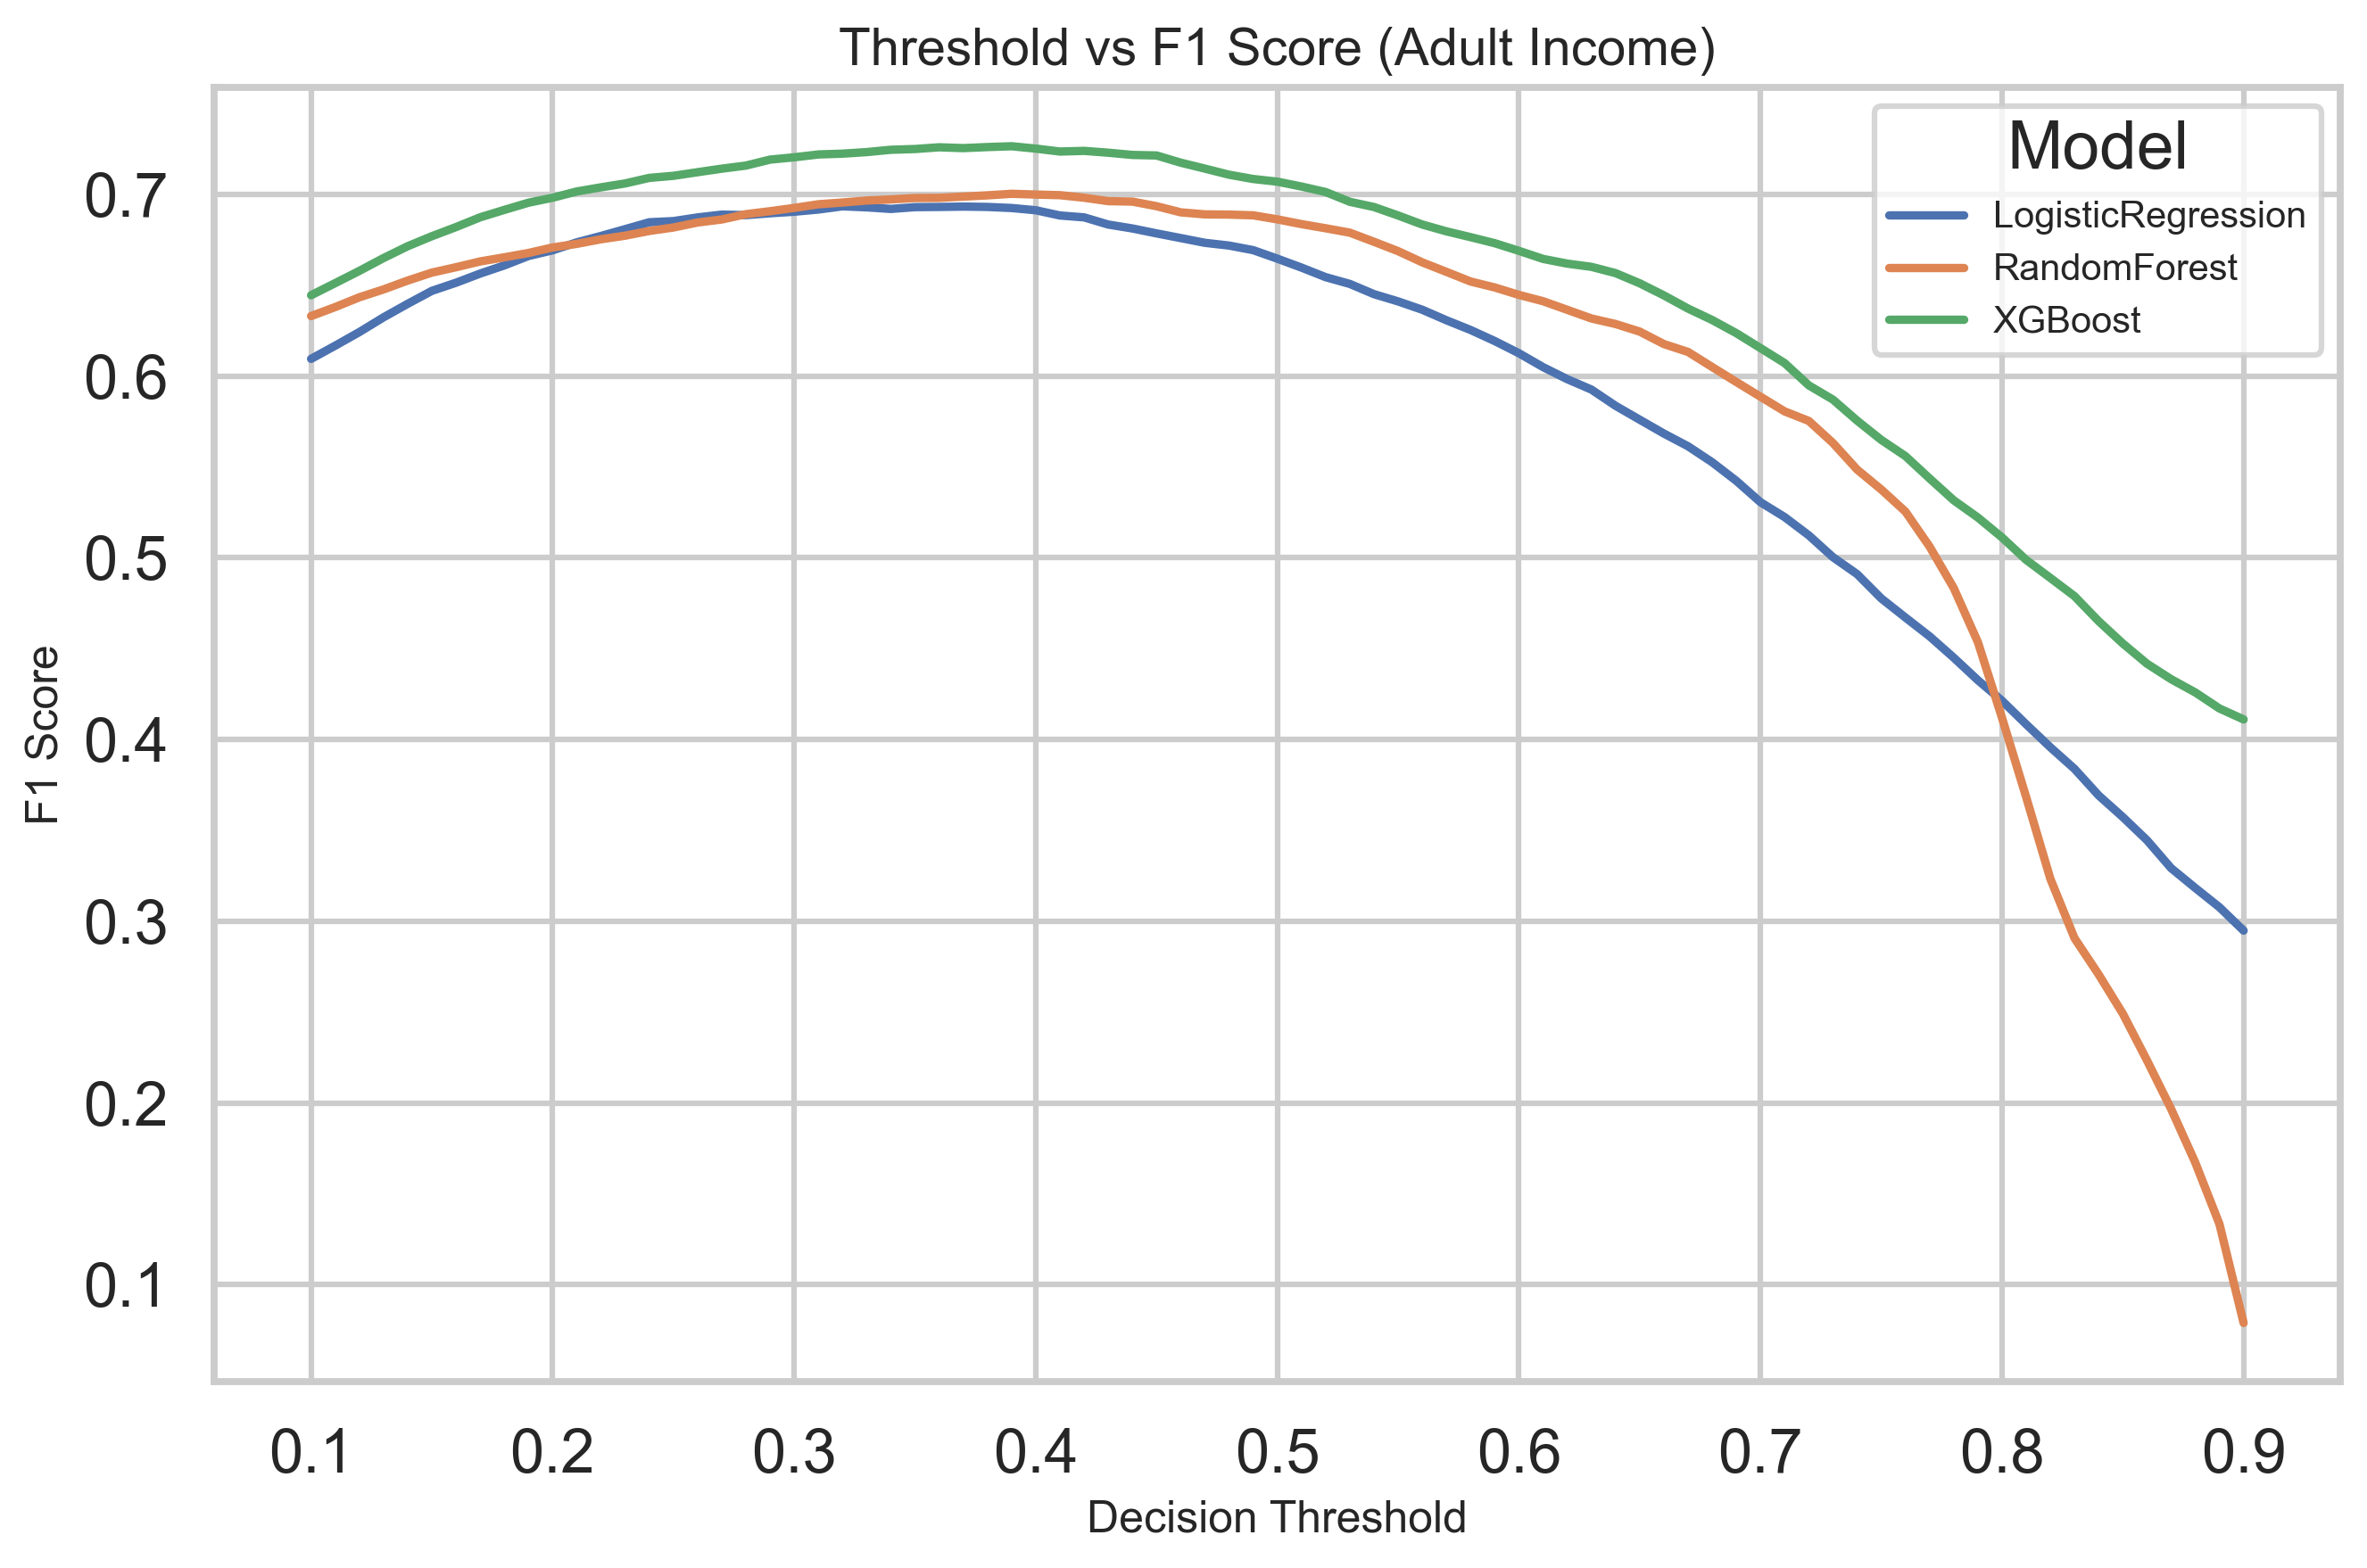 Threshold vs F1 Score (Adult Income)
Model
LogisticRegression
RandomForest
XGBoost
F1 Score
0.7
0.6
0.5
0.4
0.3
0.2
0.1
0.1 0.2 0.3 0.4 0.5 0.6 0.7 0.8 0.9
Decision Threshold